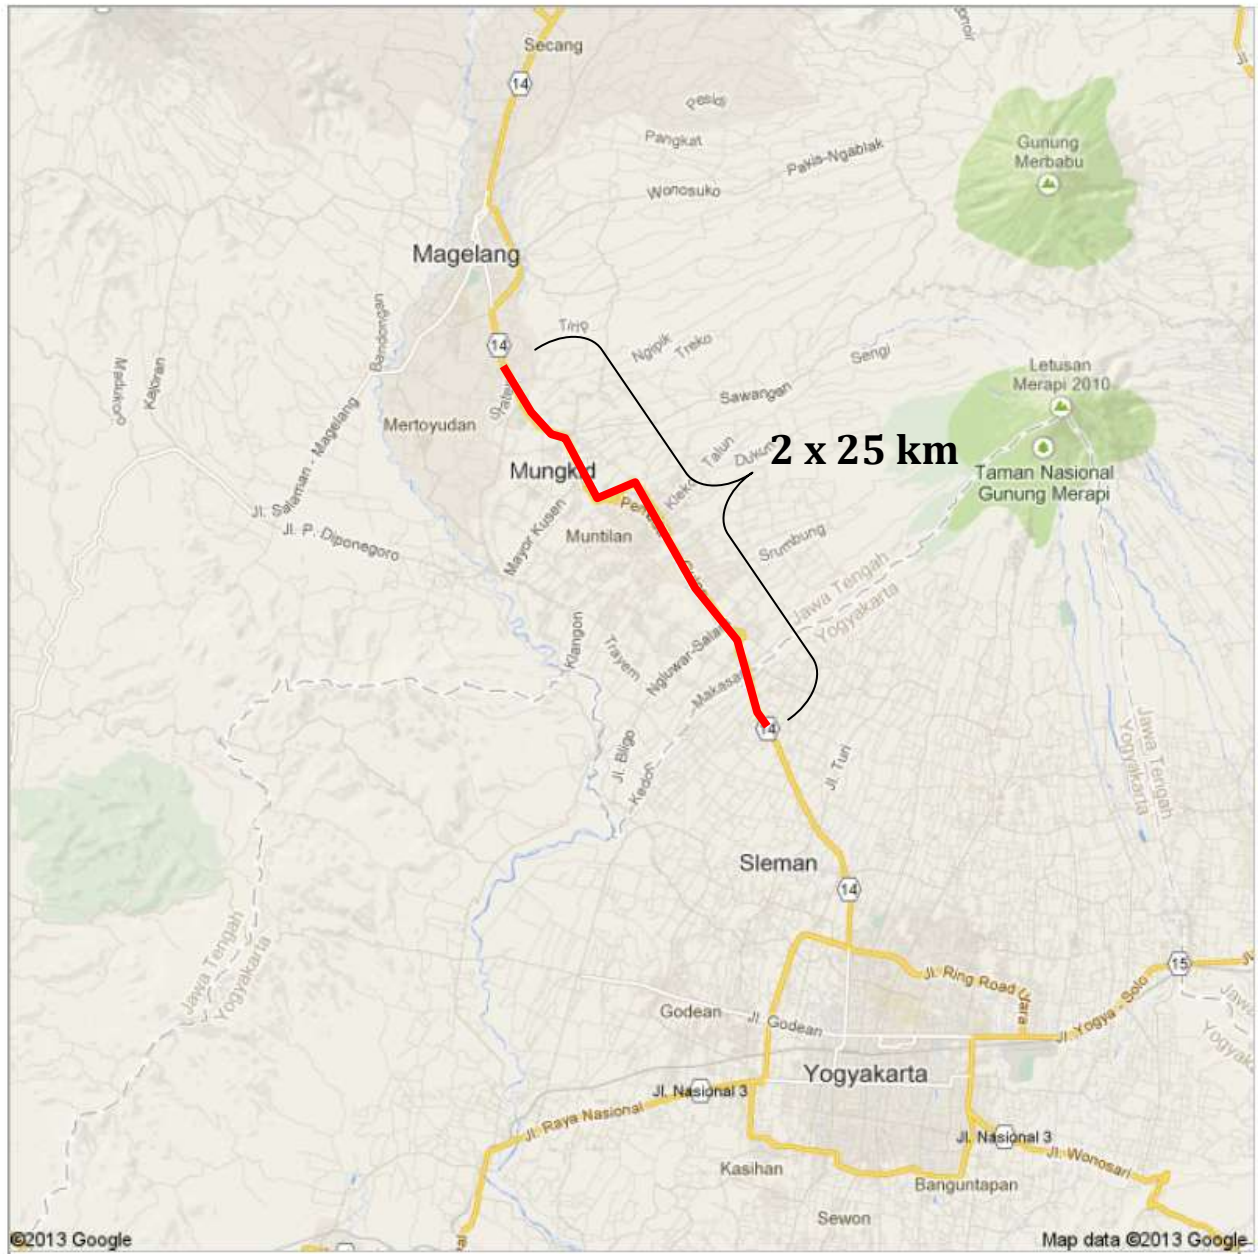 Secang
14
Pesidi
Pangkat
Pakis-Ngablak
Wonosuko
Gunung
Merbabu
Magelang
Bandongan
Tirto
14
Ngipik
Treko
Sengi
Letusan
Merapi 2010
Kajoran
Sawangan
Mertoyudan
Talun
Dukun
2 x 25 km
Salaman - Magelang
Mungkid
Taman Nasional
Gunung Merapi
Jl. P. Diponegoro
Mayor Kusen
Muntilan
Srumbung
Jawa Tengah
Yogyakarta
Klangon
Trayem
Ngluwar-Salam
Makasar
14
Jl. Bligo
Jl. Turi
Jawa Tengah
Yogyakarta
Sleman
14
Jawa Tengah
Yogyakarta
15
Jl. Ring Road Utara
Jl. Yogya - Solo
Godean
Jl. Godean
Yogyakarta
Jl. Nasional 3
Jl. Raya Nasional
Jl. Nasional 3
Jl. Wonosari
Kasihan
Banguntapan
Sewon
©2013 Google
Map data ©2013 Google